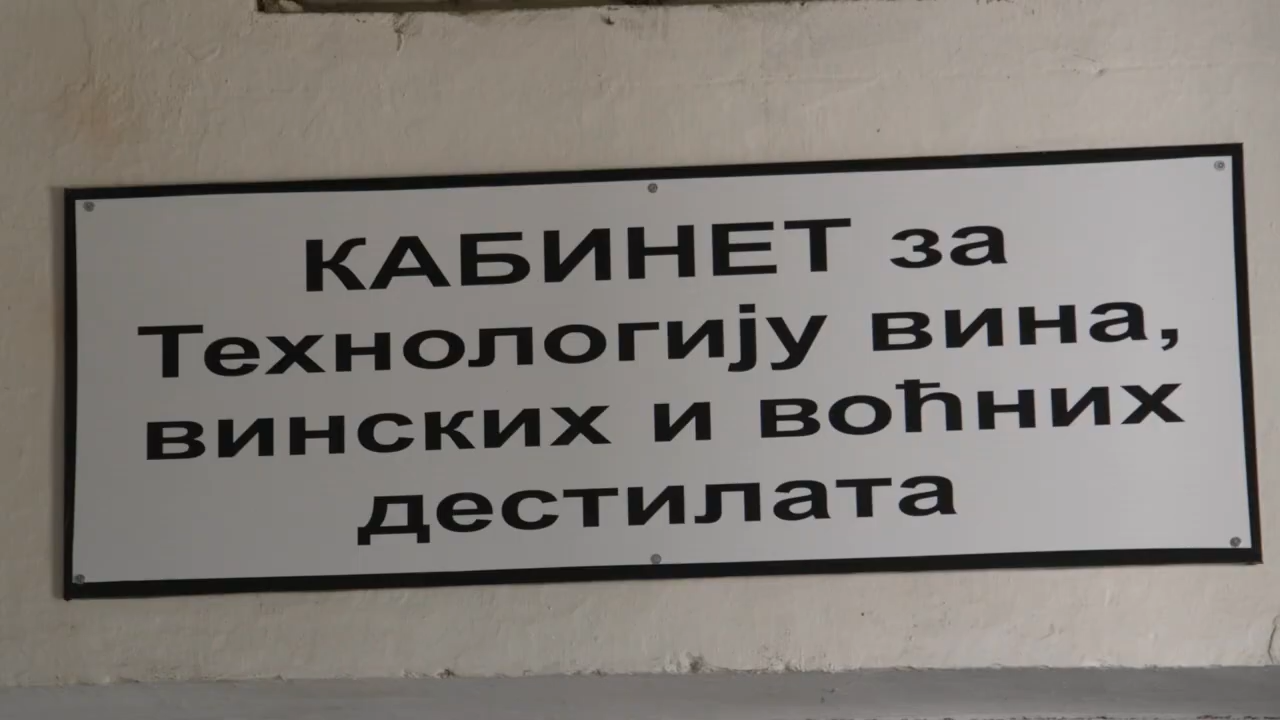 КАБИНЕТ за
Технологију вина,
винских и воћних
дестилата